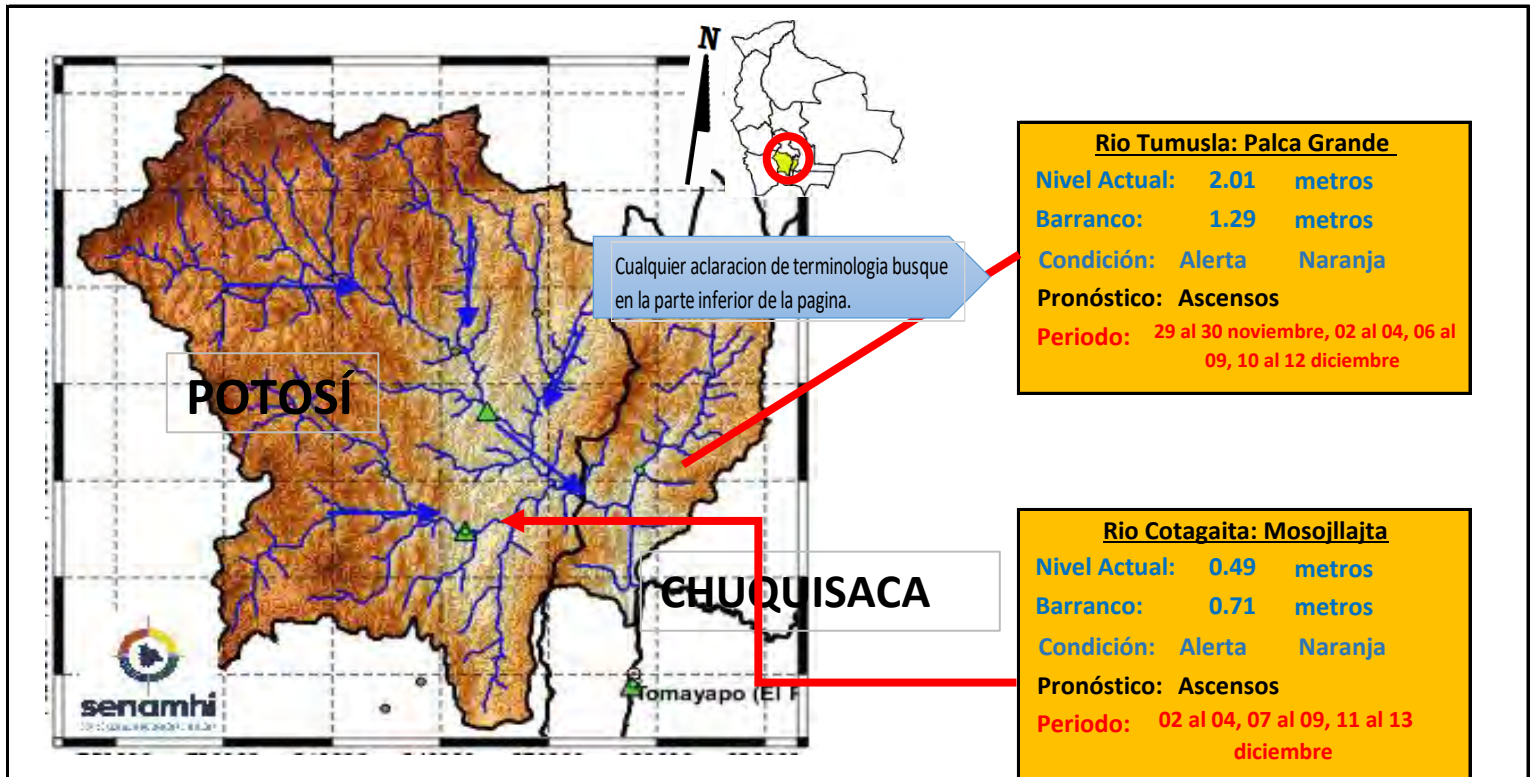 N
Cualquier aclaracion de terminologia busque
en la parte inferior de la pagina.
POTOSÍ
CHUQUISACA
Tomayapo (El
senamhi
Rio Tumusla: Palca Grande
Nivel Actual: 2.01 metros
Barranco: 1.29 metros
Condición: Alerta Naranja
Pronóstico: Ascensos
Periodo: 29 al 30 noviembre, 02 al 04, 06 al
09, 10 al 12 diciembre
Rio Cotagaita: Mosojllajta
Nivel Actual: 0.49 metros
Barranco: 0.71 metros
Condición: Alerta Naranja
Pronóstico: Ascensos
Periodo: 02 al 04, 07 al 09, 11 al 13
diciembre